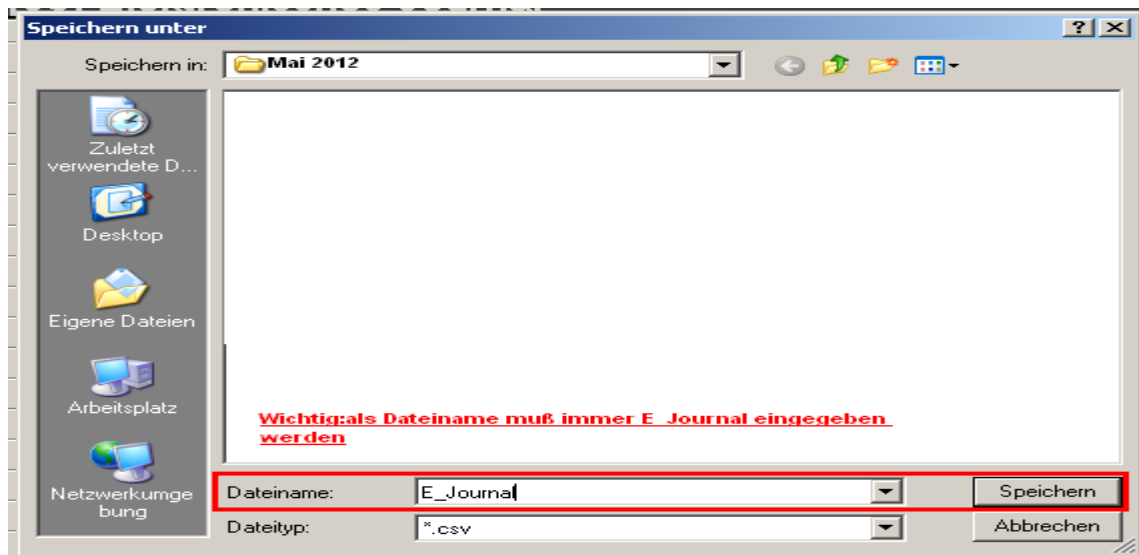 Speichern unter
Speichern in:
Mai 2012
Zuletzt
verwendete D...
Desktop
Eigene Dateien
Arbeitsplatz
Netzwerkumge
bung
Wichtig:als Dateiname muß immer E_Journal eingegeben
werden
Dateiname:
E_Journal
Speichern
Dateityp:
*.csv
Abbrechen